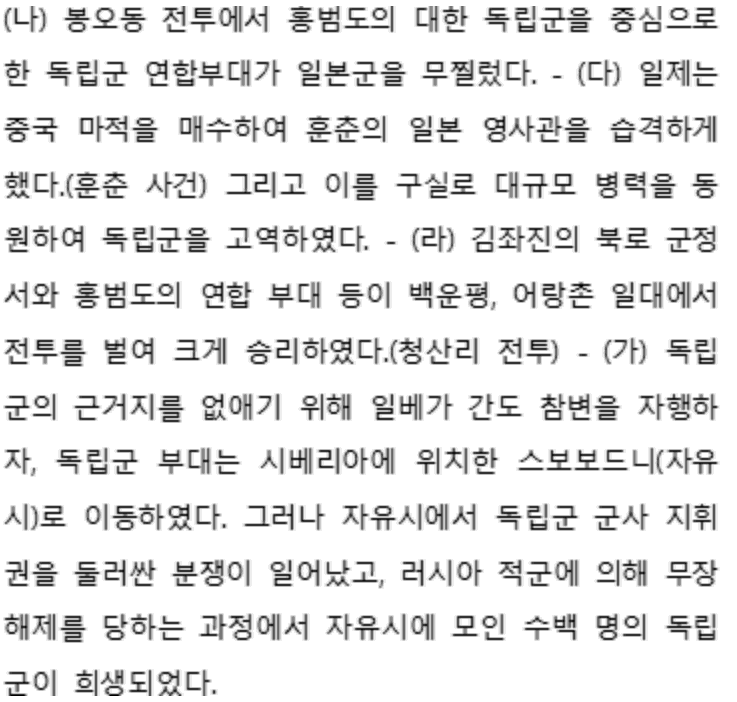 (나) 봉오동 전투에서 홍범도의 대한 독립군을 중심으로
한 독립군 연합부대가 일본군을 무찔렀다. - (다) 일제는
중국 마적을 매수하여 훈춘의 일본 영사관을 습격하게
했다.(훈춘 사건) 그리고 이를 구실로 대규모 병력을 동
원하여 독립군을 고역하였다. - (라) 김좌진의 북로 군정
서와 홍범도의 연합 부대 등이 백운평, 어랑촌 일대에서
전투를 벌여 크게 승리하였다.(청산리 전투) - (가) 독립
군의 근거지를 없애기 위해 일베가 간도 참변을 자행하
자, 독립군 부대는 시베리아에 위치한 스보보드니(자유
시)로 이동하였다. 그러나 자유시에서 독립군 군사 지휘
권을 둘러싼 분쟁이 일어났고, 러시아 적군에 의해 무장
해제를 당하는 과정에서 자유시에 모인 수백 명의 독립
군이 희생되었다.